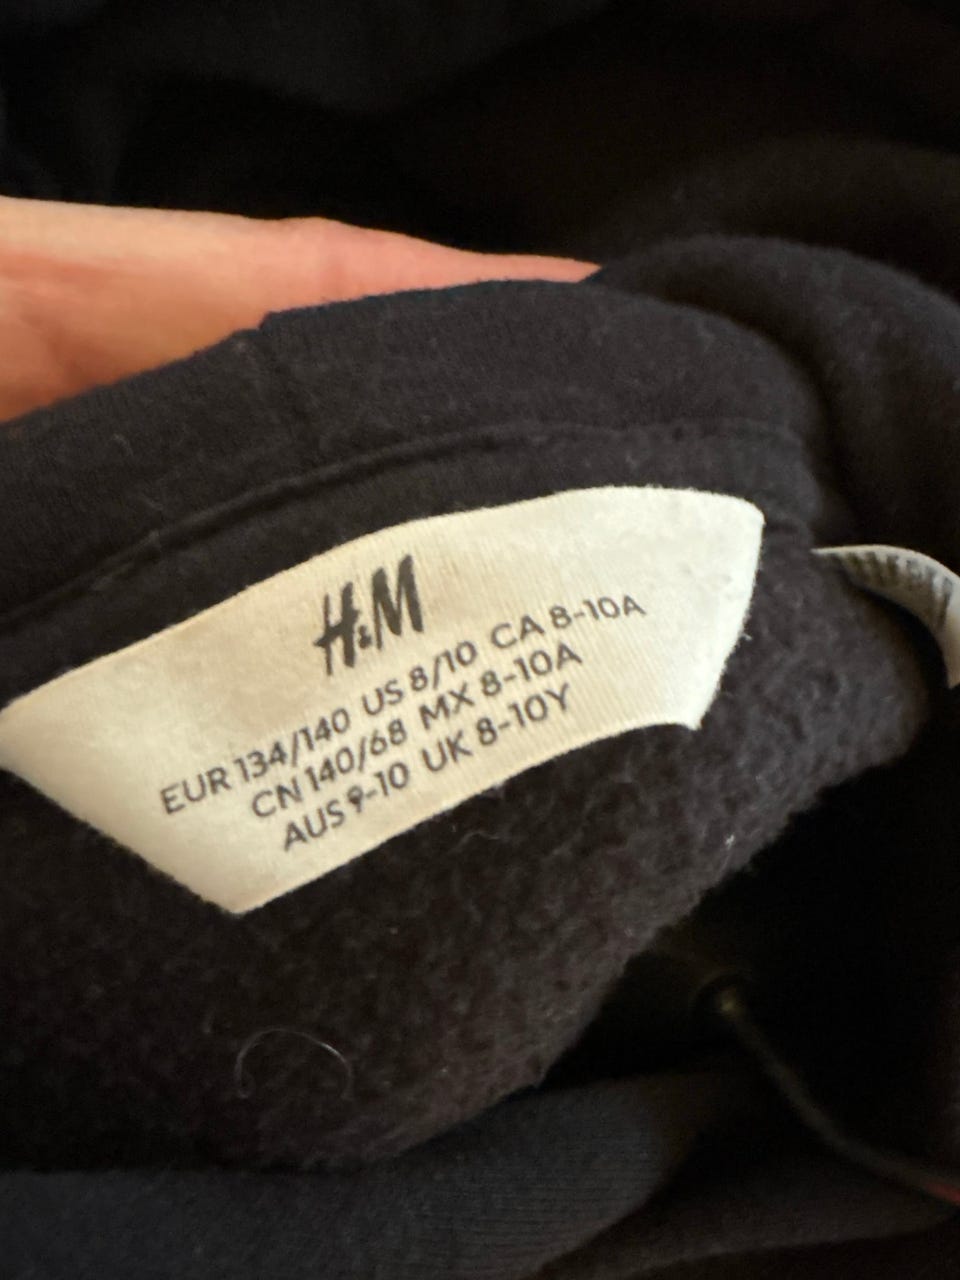 H&M
EUR 134/140 US 8/10 CA 8-10A
CN 140/68 MX 8-10A
AUS 9-10 UK 8-10Y